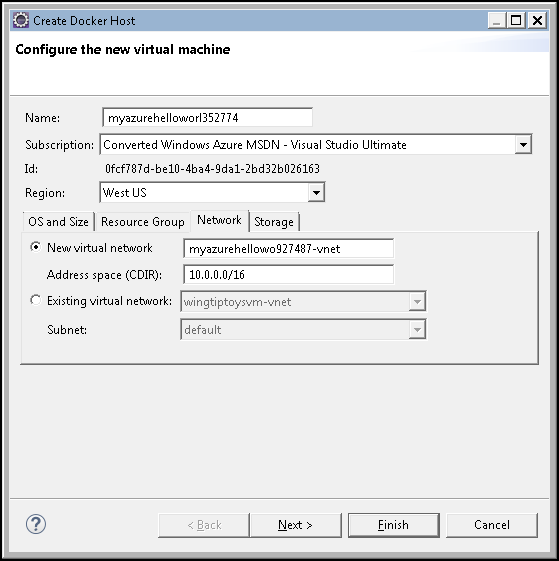 Create Docker Host
Configure the new virtual machine
Name: myazurehelloworl352774
Subscription: Converted Windows Azure MSDN - Visual Studio Ultimate
Id: 0fcf787d-be10-4ba4-9da1-2bd32b026163
Region: West US
OS and Size Resource Group Network Storage
New virtual network myazurehellowo927487-vnet
Address space (CDIR): 10.0.0.0/16
Existing virtual network: wingtiptoysvm-vnet
Subnet: default
? < Back Next > Finish Cancel